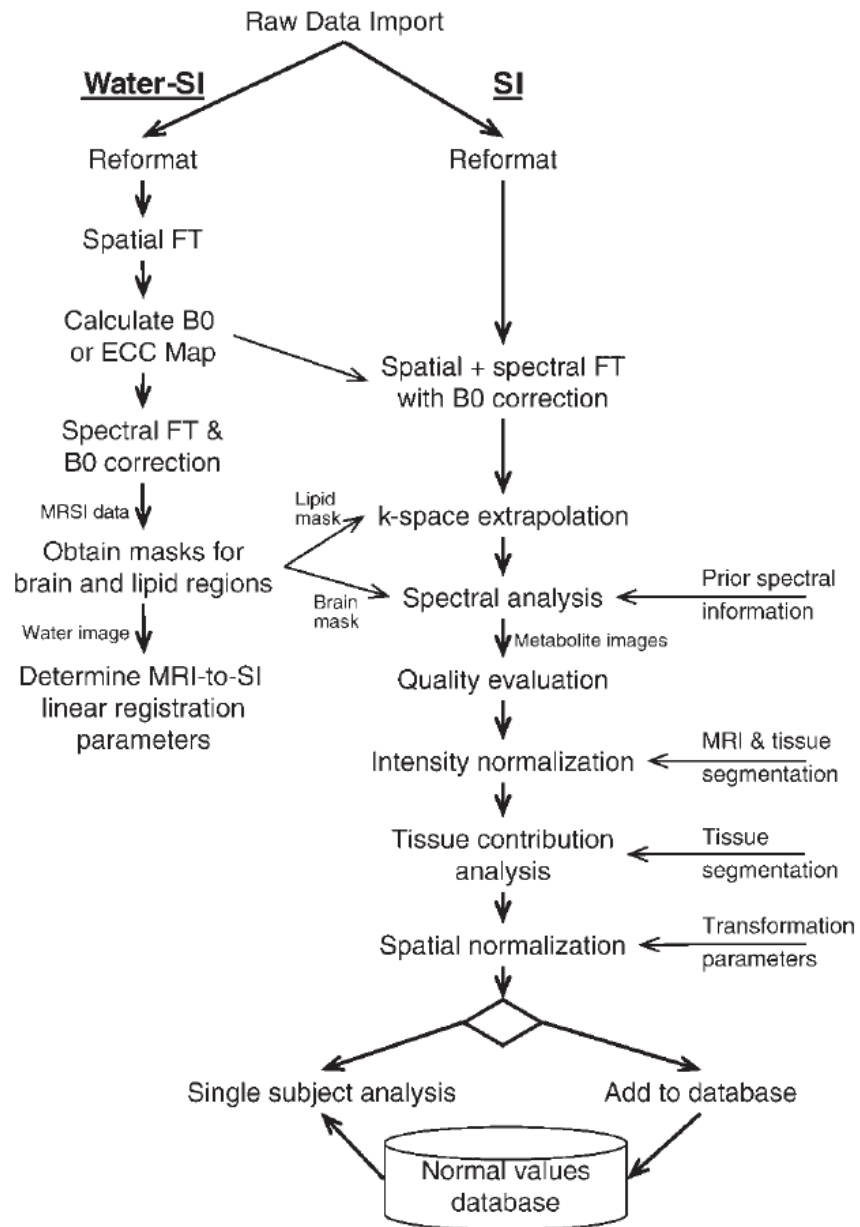 Raw Data Import
Water-SI
SI
Reformat
Reformat
Spatial FT
Calculate B0
or ECC Map
Spatial + spectral FT
with B0 correction
Spectral FT &
B0 correction
MRSI data
Lipid
mask
k-space extrapolation
Obtain masks for
brain and lipid regions
Brain
mask
Spectral analysis
Prior spectral
information
Water image
Metabolite images
Determine MRI-to-SI
linear registration
parameters
Quality evaluation
Intensity normalization
MRI & tissue
segmentation
Tissue contribution
analysis
Tissue
segmentation
Spatial normalization
Transformation
parameters
Single subject analysis
Add to database
Normal values
database